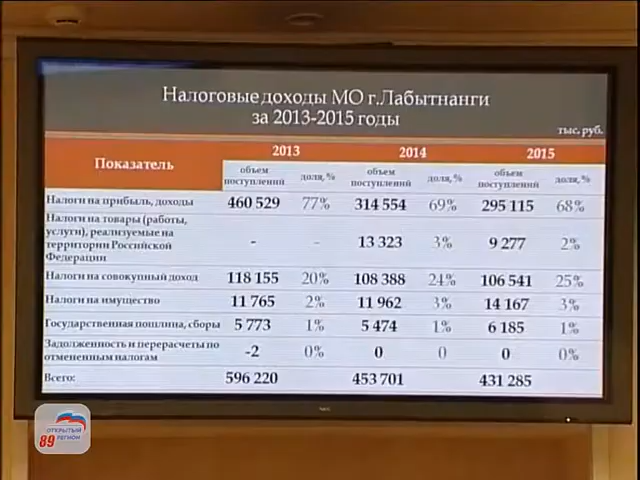 Налоговые доходы МО г.Лабытнанги
за 2013-2015 годы
тыс, руб.
Показатель 2013 2014 2015
объем поступлений доля, % объем поступлений доля, % объем поступлений доля, %
Налоги на прибыль, доходы 460 529 77% 314 554 69% 295 115 68%
Налоги на товары (работы,
услуги), реализуемые на
территории Российской
Федерации - - 13 323 3% 9 277 2%
Налоги на совокупный доход 118 155 20% 108 388 24% 106 541 25%
Налоги на имущество 11 765 2% 11 962 3% 14 167 3%
Государственная пошлина, сборы 5 773 1% 5 474 1% 6 185 1%
Задолженность и перерасчеты по
отмененным налогам -2 0% 0 0 0 0%
Всего: 596 220 453 701 431 285
ОТКРЫТЫЙ
89 РЕГИОН